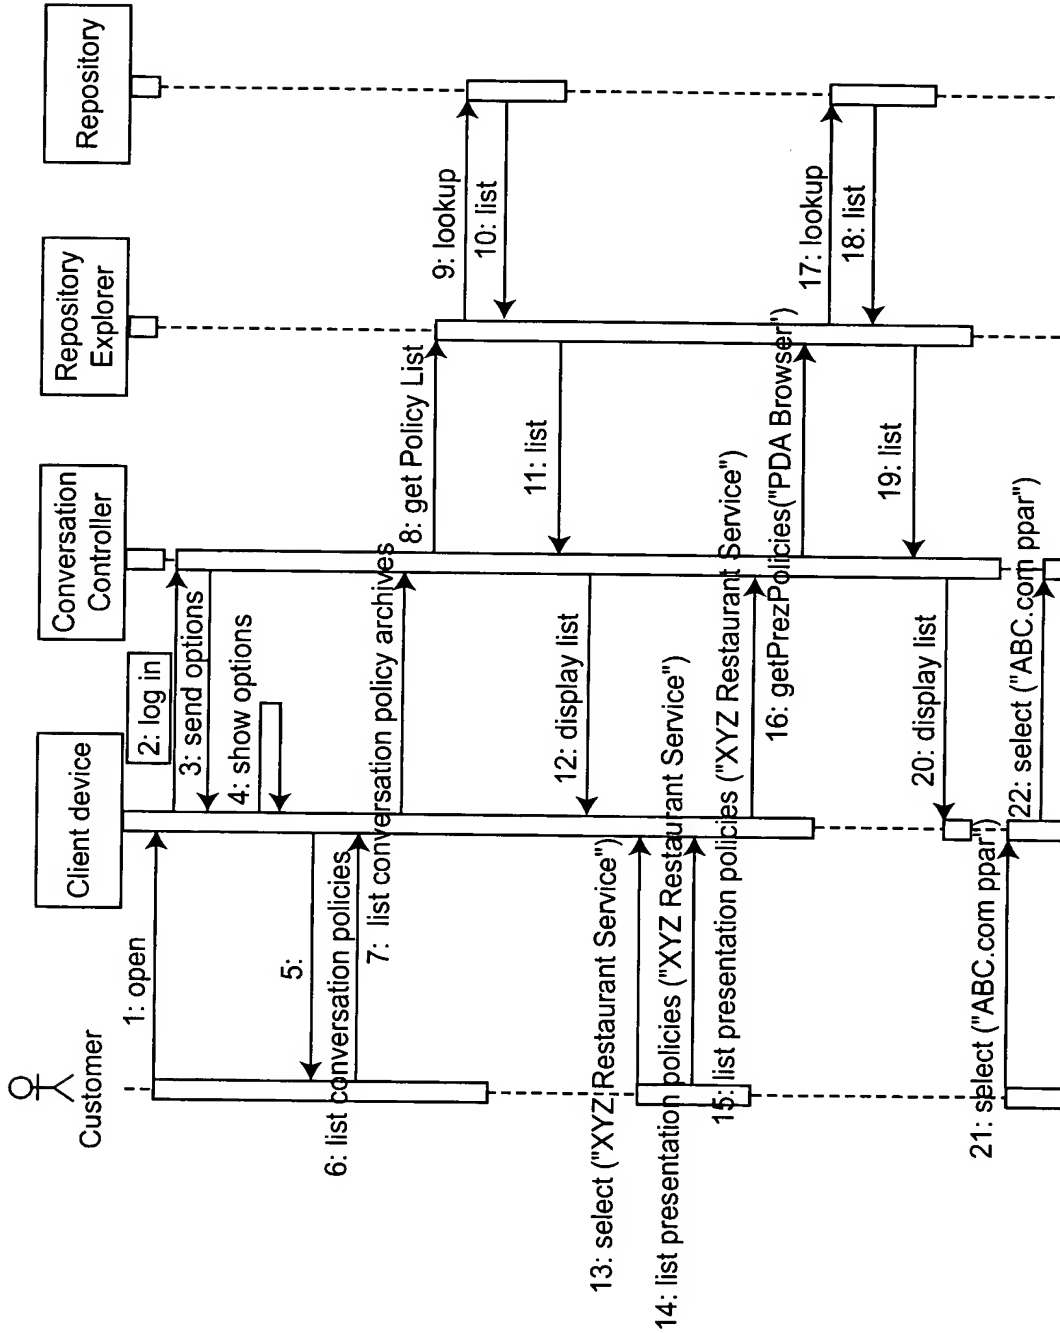 Customer
Client device
Conversation
Controller
Repository
Explorer
Repository
1: open
2: log in
3: send options
4: show options
5:
6: list conversation policies
7: list conversation policy archives
8: get Policy List
9: lookup
10: list
11: list
12: display list
13: select ("XYZ Restaurant Service")
14: list presentation policies ("XYZ Restaurant Service")
15: list presentation policies ("XYZ Restaurant Service")
16: getPrezPolicies("PDA Browser")
17: lookup
18: list
19: list
20: display list
21: select ("ABC.com ppar")
22: select ("ABC.com ppar")